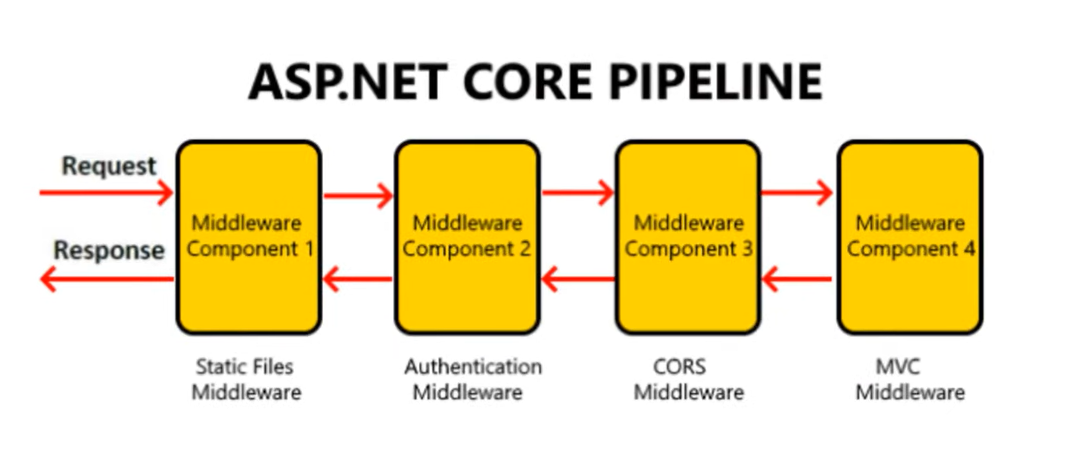 ASP.NET CORE PIPELINE
Request
Response
Middleware
Component 1
Middleware
Component 2
Middleware
Component 3
Middleware
Component 4
Static Files
Middleware
Authentication
Middleware
CORS
Middleware
MVC
Middleware